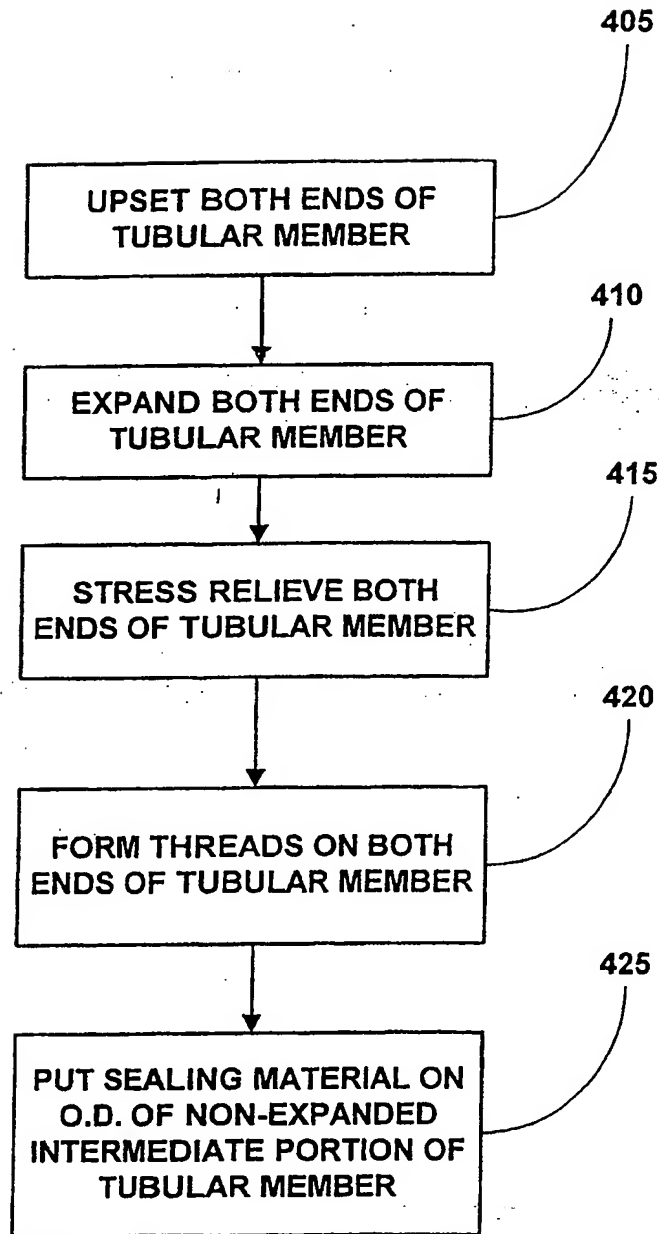 405
UPSET BOTH ENDS OF
TUBULAR MEMBER
410
EXPAND BOTH ENDS OF
TUBULAR MEMBER
415
STRESS RELIEVE BOTH
ENDS OF TUBULAR MEMBER
420
FORM THREADS ON BOTH
ENDS OF TUBULAR MEMBER
425
PUT SEALING MATERIAL ON
O.D. OF NON-EXPANDED
INTERMEDIATE PORTION OF
TUBULAR MEMBER